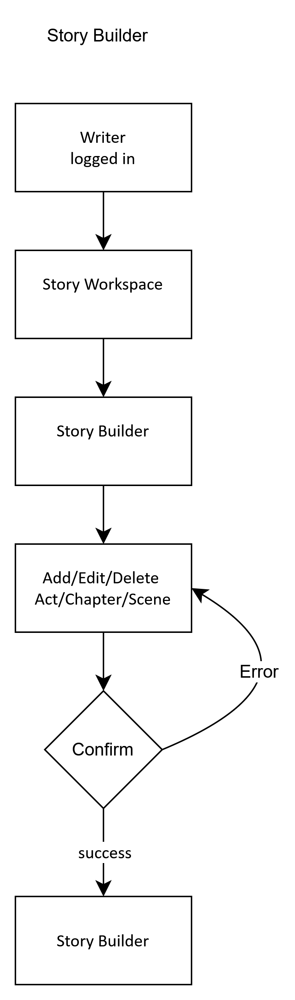 Story Builder
Writer
logged in
Story Workspace
Story Builder
Add/Edit/Delete
Act/Chapter/Scene
Error
Confirm
success
Story Builder